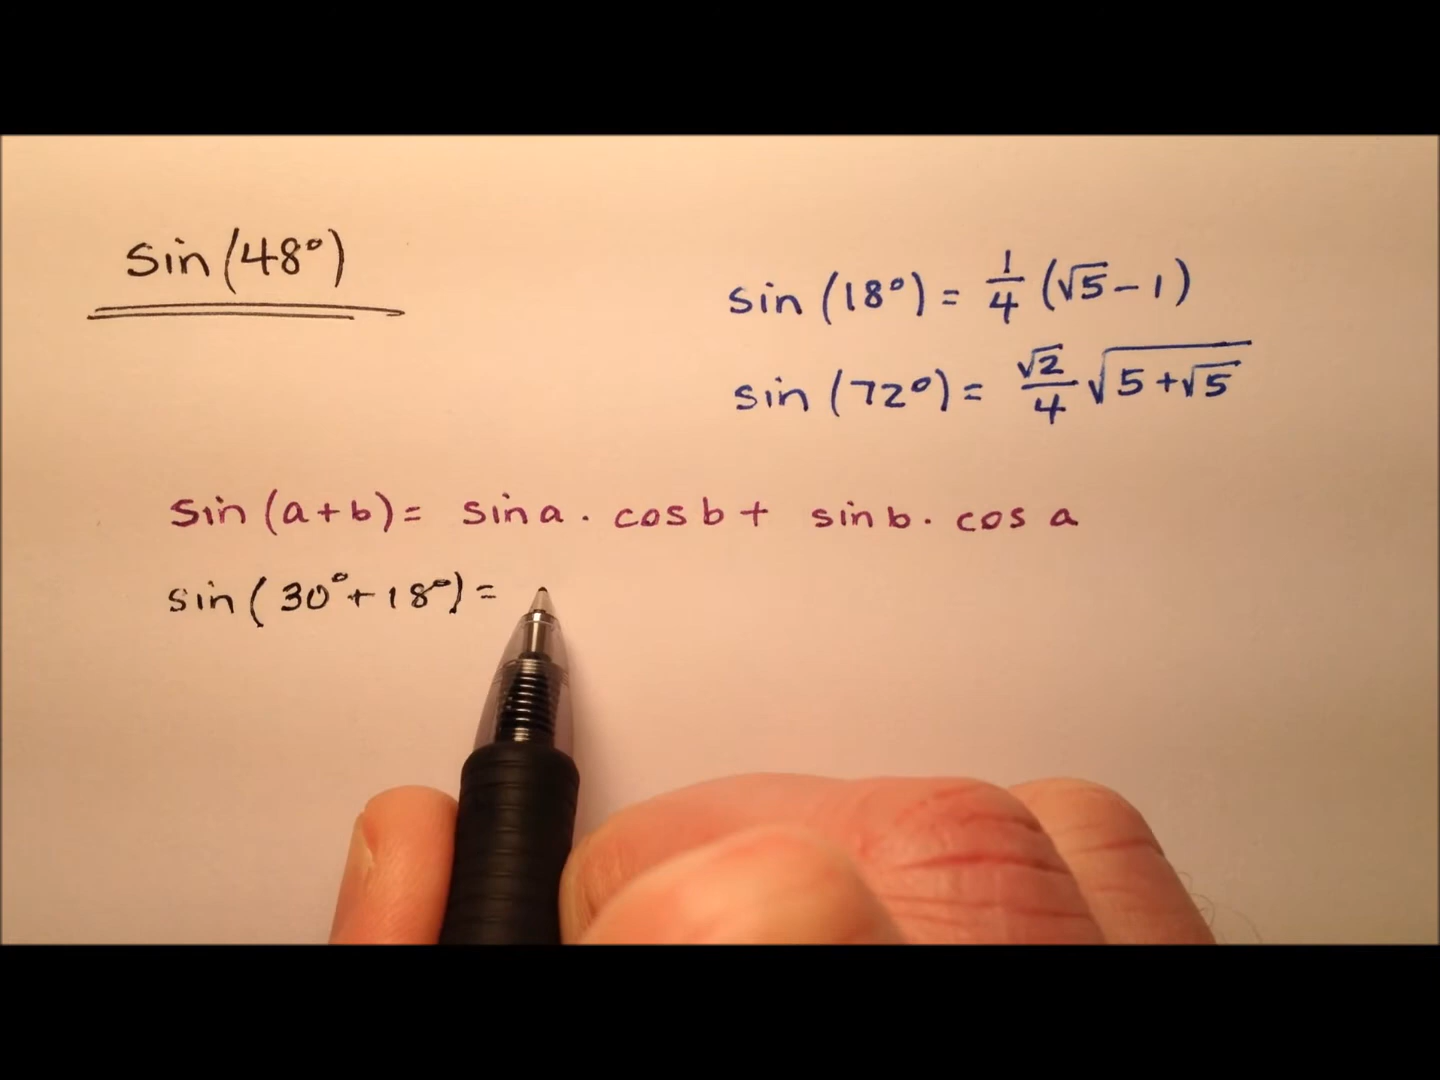 sin(48°)
sin(18°) = 1/4 (√5 - 1)
sin(72°) = √2/4 √(5 + √5)
sin(a+b) = sin a · cos b + sin b · cos a
sin(30° + 18°) =